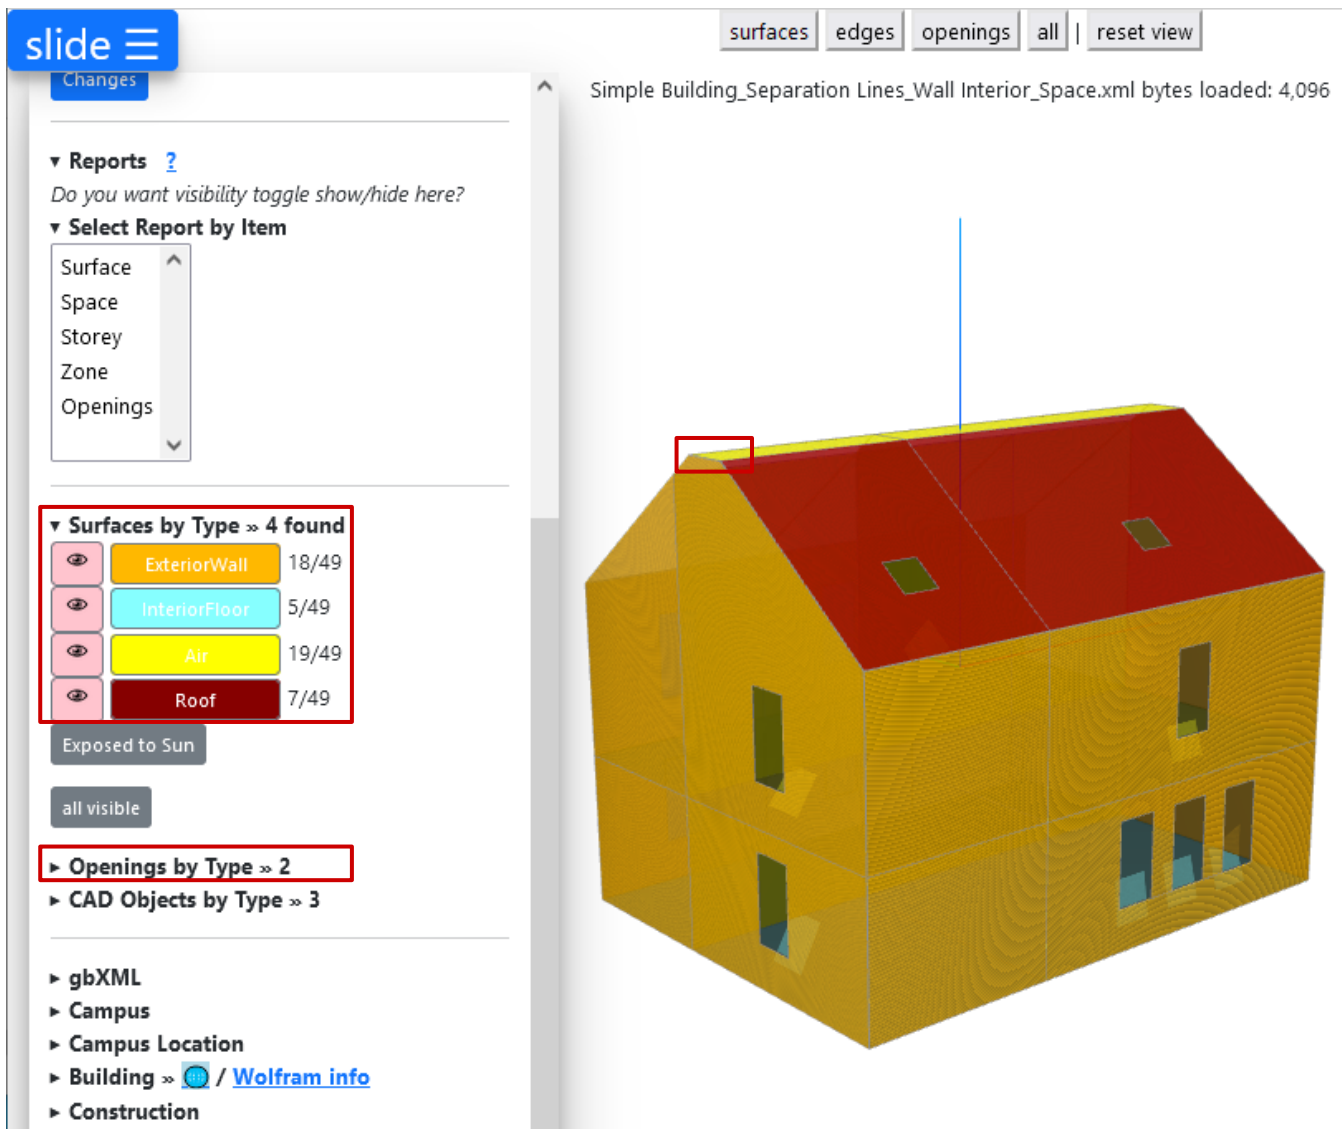 slide ☰
surfaces edges openings all | reset view
Changes
Simple Building_Separation Lines_Wall Interior_Space.xml bytes loaded: 4,096
▾ Reports ?
Do you want visibility toggle show/hide here?
▾ Select Report by Item
Surface
Space
Storey
Zone
Openings
▾ Surfaces by Type » 4 found
ExteriorWall 18/49
InteriorFloor 5/49
Air 19/49
Roof 7/49
Exposed to Sun
all visible
▸ Openings by Type » 2
▸ CAD Objects by Type » 3
▸ gbXML
▸ Campus
▸ Campus Location
▸ Building » / Wolfram info
▸ Construction